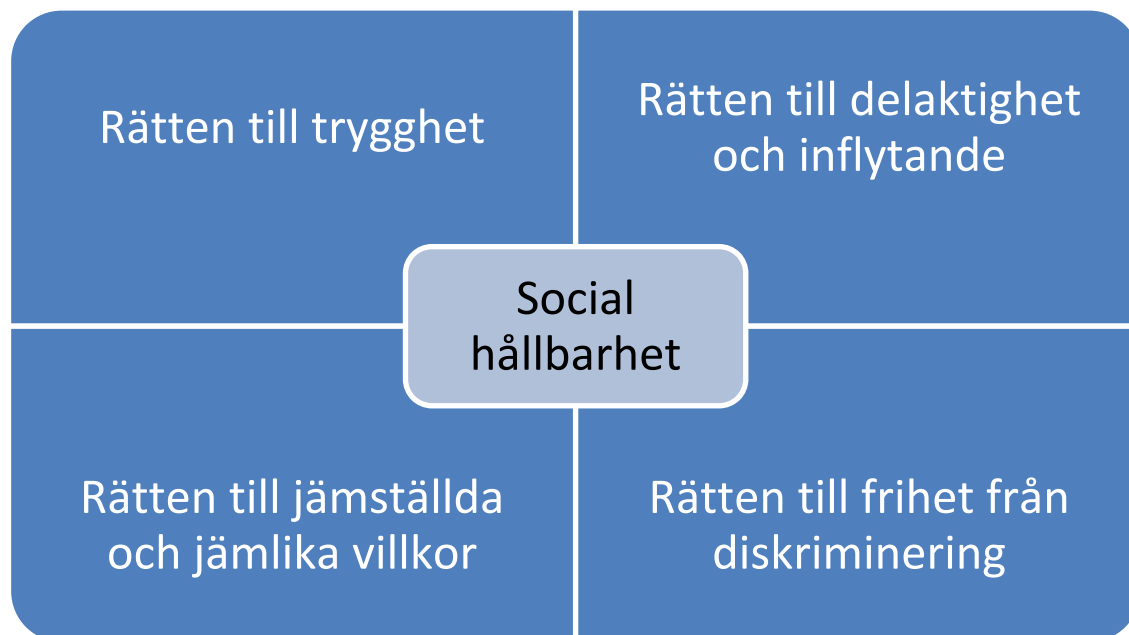 Rätten till trygghet
Rätten till delaktighet
och inflytande
Social
hållbarhet
Rätten till jämställda
och jämlika villkor
Rätten till frihet från
diskriminering